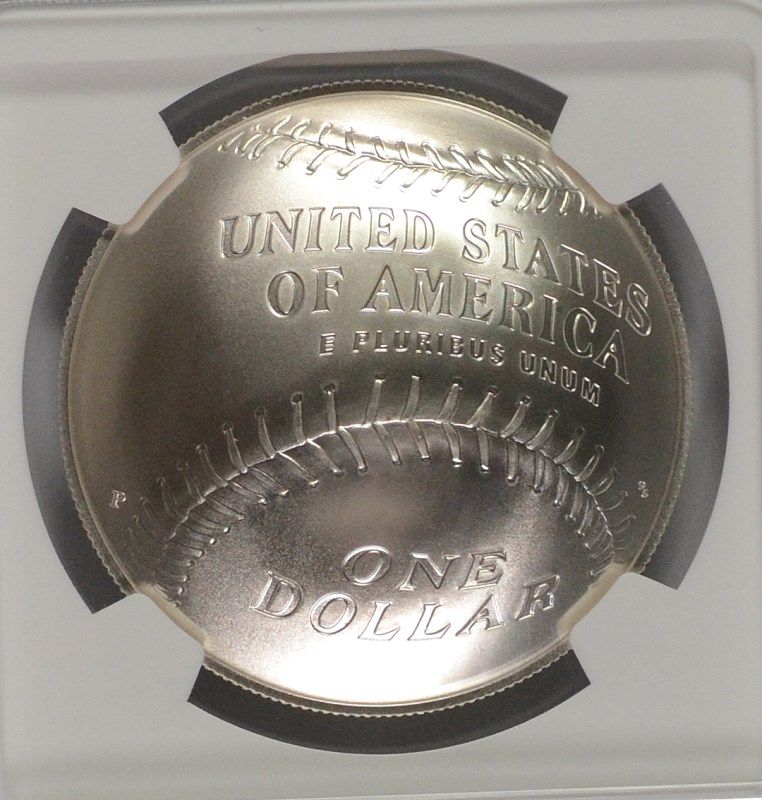 UNITED STATES
OF AMERICA
E PLURIBUS UNUM
P
ONE
DOLLAR